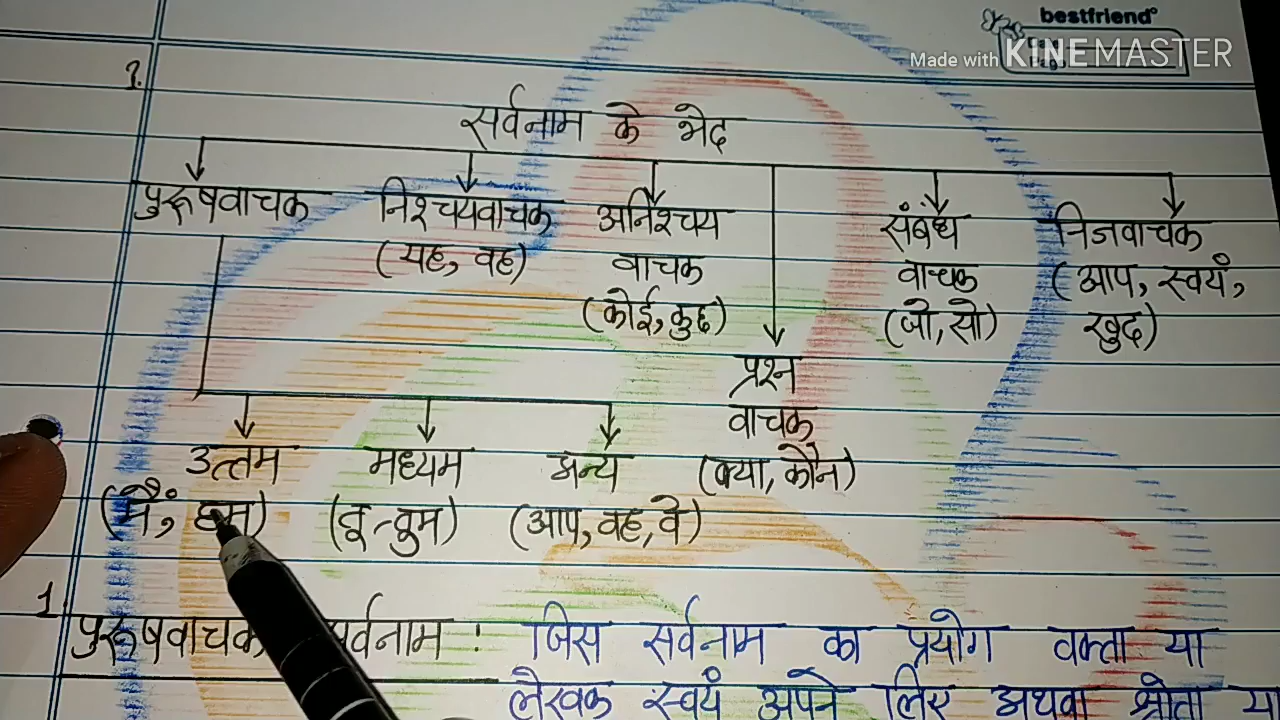 bestfriend
Made with KINEMASTER
?
सर्वनाम के भेद
पुरूषवाचक निश्चयवाचक अनिश्चय संबंध निजवाचक
(यह, वह) वाचक वाचक (आप, स्वयं,
(कोई, कुछ) (जो, सो) खुद)
प्रश्न
वाचक
उत्तम मध्यम अन्य (क्या, कौन)
(मैं, हम) (तू-तुम) (आप, वह, वे)
1. पुरूषवाचक सर्वनाम : जिस सर्वनाम का प्रयोग वक्ता या
लेखक स्वयं अपने लिए अथवा श्रोता या